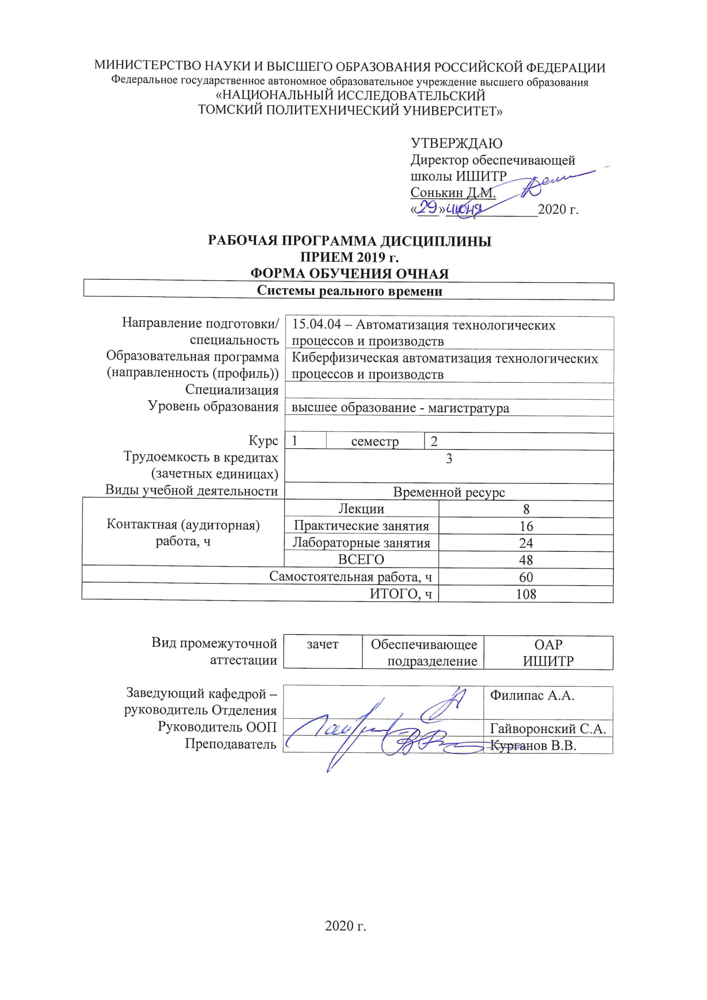 МИНИСТЕРСТВО НАУКИ И ВЫСШЕГО ОБРАЗОВАНИЯ РОССИЙСКОЙ ФЕДЕРАЦИИ
Федеральное государственное автономное образовательное учреждение высшего образования
«НАЦИОНАЛЬНЫЙ ИССЛЕДОВАТЕЛЬСКИЙ
ТОМСКИЙ ПОЛИТЕХНИЧЕСКИЙ УНИВЕРСИТЕТ»
УТВЕРЖДАЮ
Директор обеспечивающей
школы ИШИТР
Сонькин Д.М.
«29» июня 2020 г.
РАБОЧАЯ ПРОГРАММА ДИСЦИПЛИНЫ
ПРИЕМ 2019 г.
ФОРМА ОБУЧЕНИЯ ОЧНАЯ
Системы реального времени
Направление подготовки/ 15.04.04 – Автоматизация технологических
специальность процессов и производств
Образовательная программа Киберфизическая автоматизация технологических
(направленность (профиль)) процессов и производств
Специализация
Уровень образования высшее образование - магистратура
Курс 1 семестр 2
Трудоемкость в кредитах 3
(зачетных единицах)
Виды учебной деятельности Временной ресурс
Контактная (аудиторная)
работа, ч
Лекции 8
Практические занятия 16
Лабораторные занятия 24
ВСЕГО 48
Самостоятельная работа, ч 60
ИТОГО, ч 108
Вид промежуточной зачет Обеспечивающее ОАР
аттестации подразделение ИШИТР
Заведующий кафедрой – Филипас А.А.
руководитель Отделения
Руководитель ООП Гайворонский С.А.
Преподаватель Курганов В.В.
2020 г.